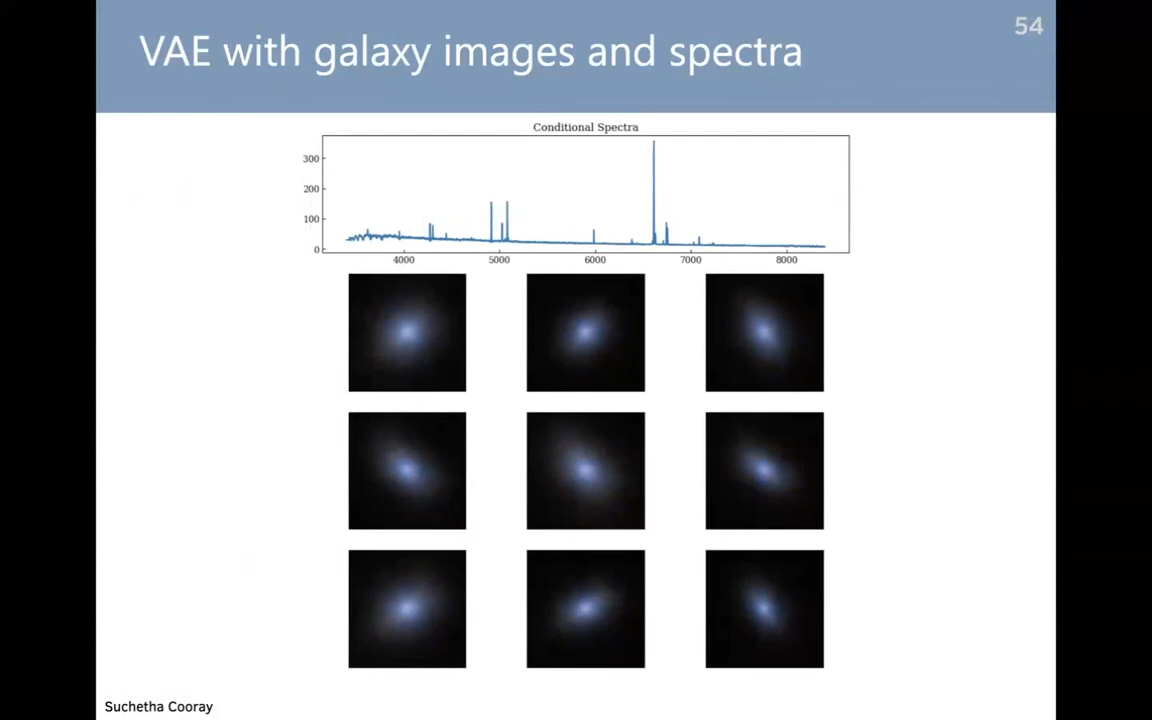 VAE with galaxy images and spectra
54
Conditional Spectra
300
200
100
0
4000 5000 6000 7000 8000
Suchetha Cooray